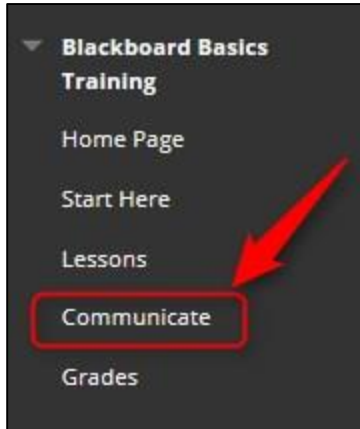 Blackboard Basics
Training
Home Page
Start Here
Lessons
Communicate
Grades